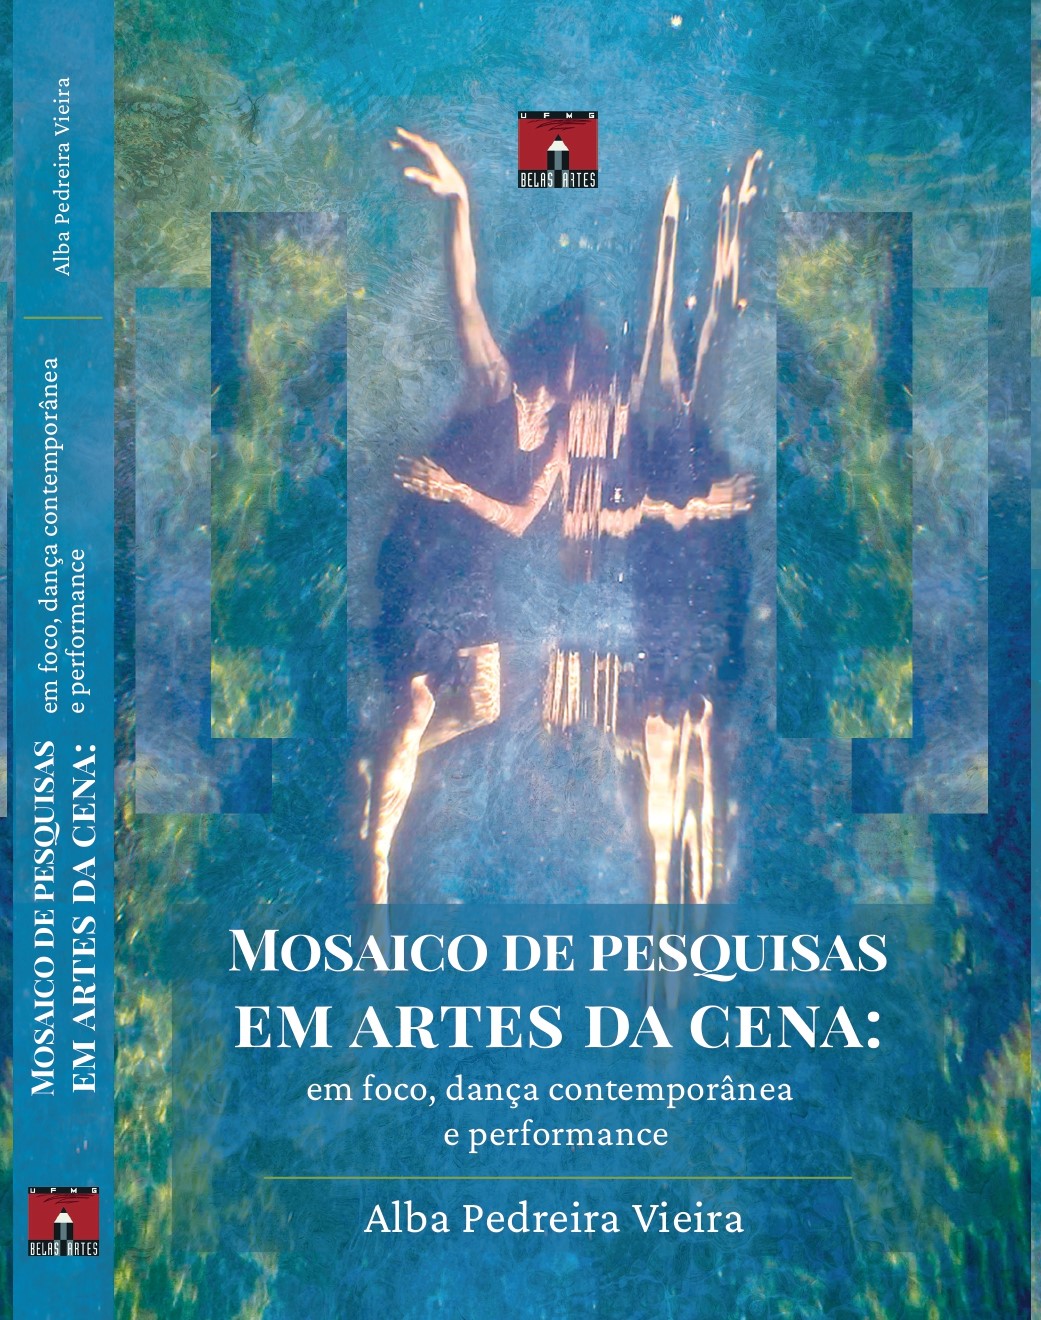 Alba Pedreira Vieira
em foco, dança contemporânea
e performance
MOSAICO DE PESQUISAS
EM ARTES DA CENA:
UFMG
BELAS ARTES
UFMG
BELAS ARTES
MOSAICO DE PESQUISAS
EM ARTES DA CENA:
em foco, dança contemporânea
e performance
Alba Pedreira Vieira